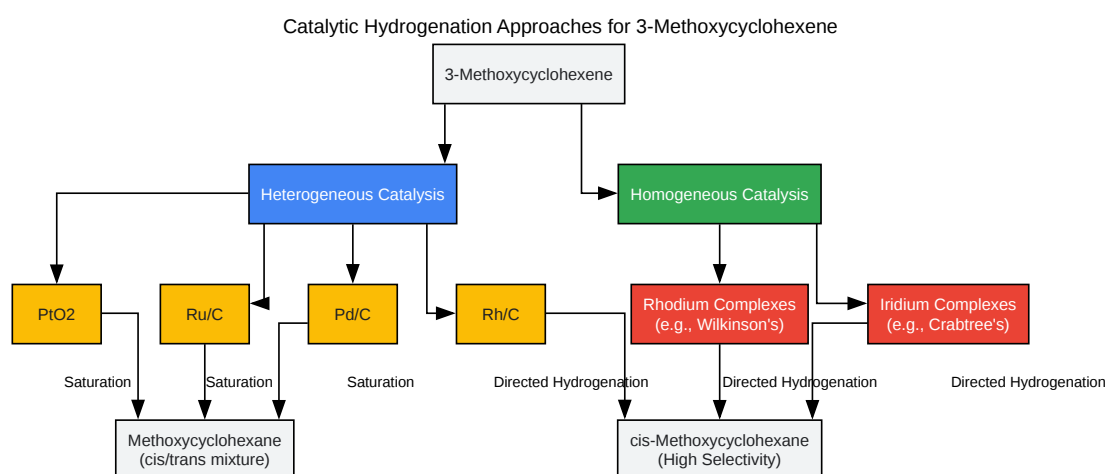 Catalytic Hydrogenation Approaches for 3-Methoxycyclohexene
3-Methoxycyclohexene
Heterogeneous Catalysis
Homogeneous Catalysis
PtO2
Ru/C
Pd/C
Rh/C
Rhodium Complexes
(e.g., Wilkinson's)
Iridium Complexes
(e.g., Crabtree's)
Saturation
Saturation
Saturation
Directed Hydrogenation
Directed Hydrogenation
Directed Hydrogenation
Methoxycyclohexane
(cis/trans mixture)
cis-Methoxycyclohexane
(High Selectivity)